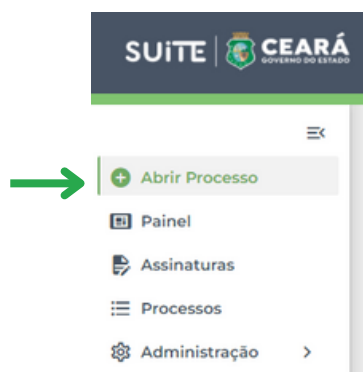 SUiTE CEARÁ
GOVERNO DO ESTADO
Abrir Processo
Painel
Assinaturas
Processos
Administração